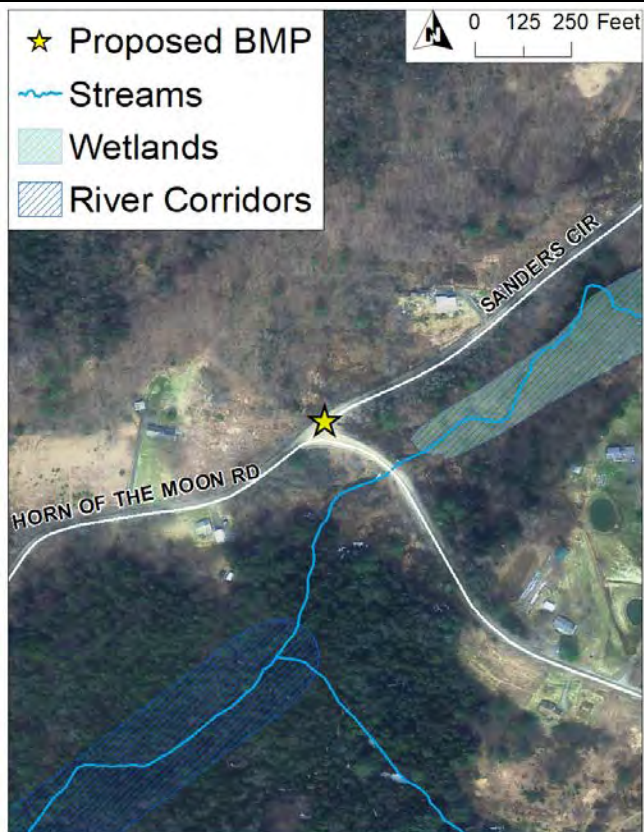 Proposed BMP
Streams
Wetlands
River Corridors
N
0 125 250 Feet
SANDERS CIR
HORN OF THE MOON RD